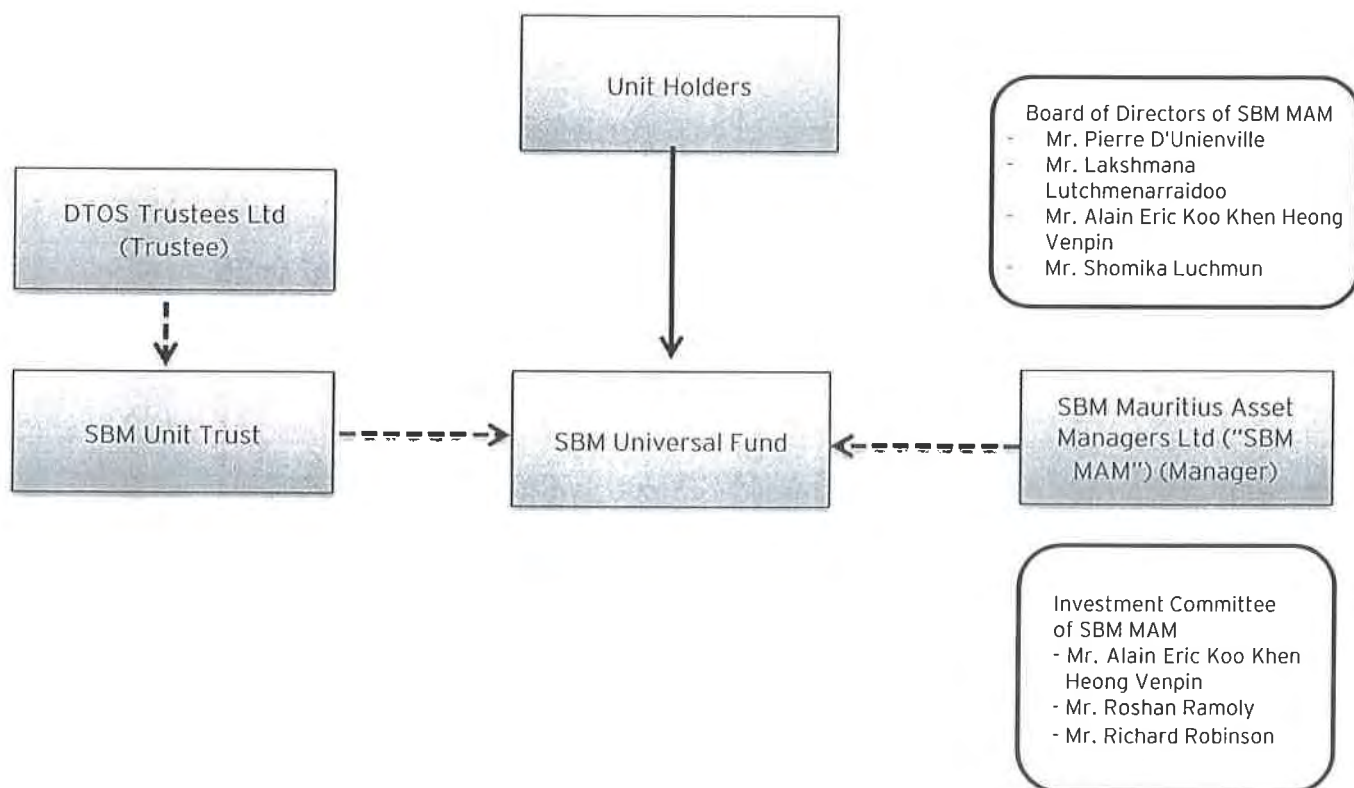 Unit Holders
DTOS Trustees Ltd
(Trustee)
Board of Directors of SBM MAM
- Mr. Pierre D'Unienville
- Mr. Lakshmana
Lutchmenarraidoo
- Mr. Alain Eric Koo Khen Heong
Venpin
- Mr. Shomika Luchmun
SBM Unit Trust
SBM Universal Fund
SBM Mauritius Asset
Managers Ltd ("SBM
MAM") (Manager)
Investment Committee
of SBM MAM
- Mr. Alain Eric Koo Khen
Heong Venpin
- Mr. Roshan Ramoly
- Mr. Richard Robinson